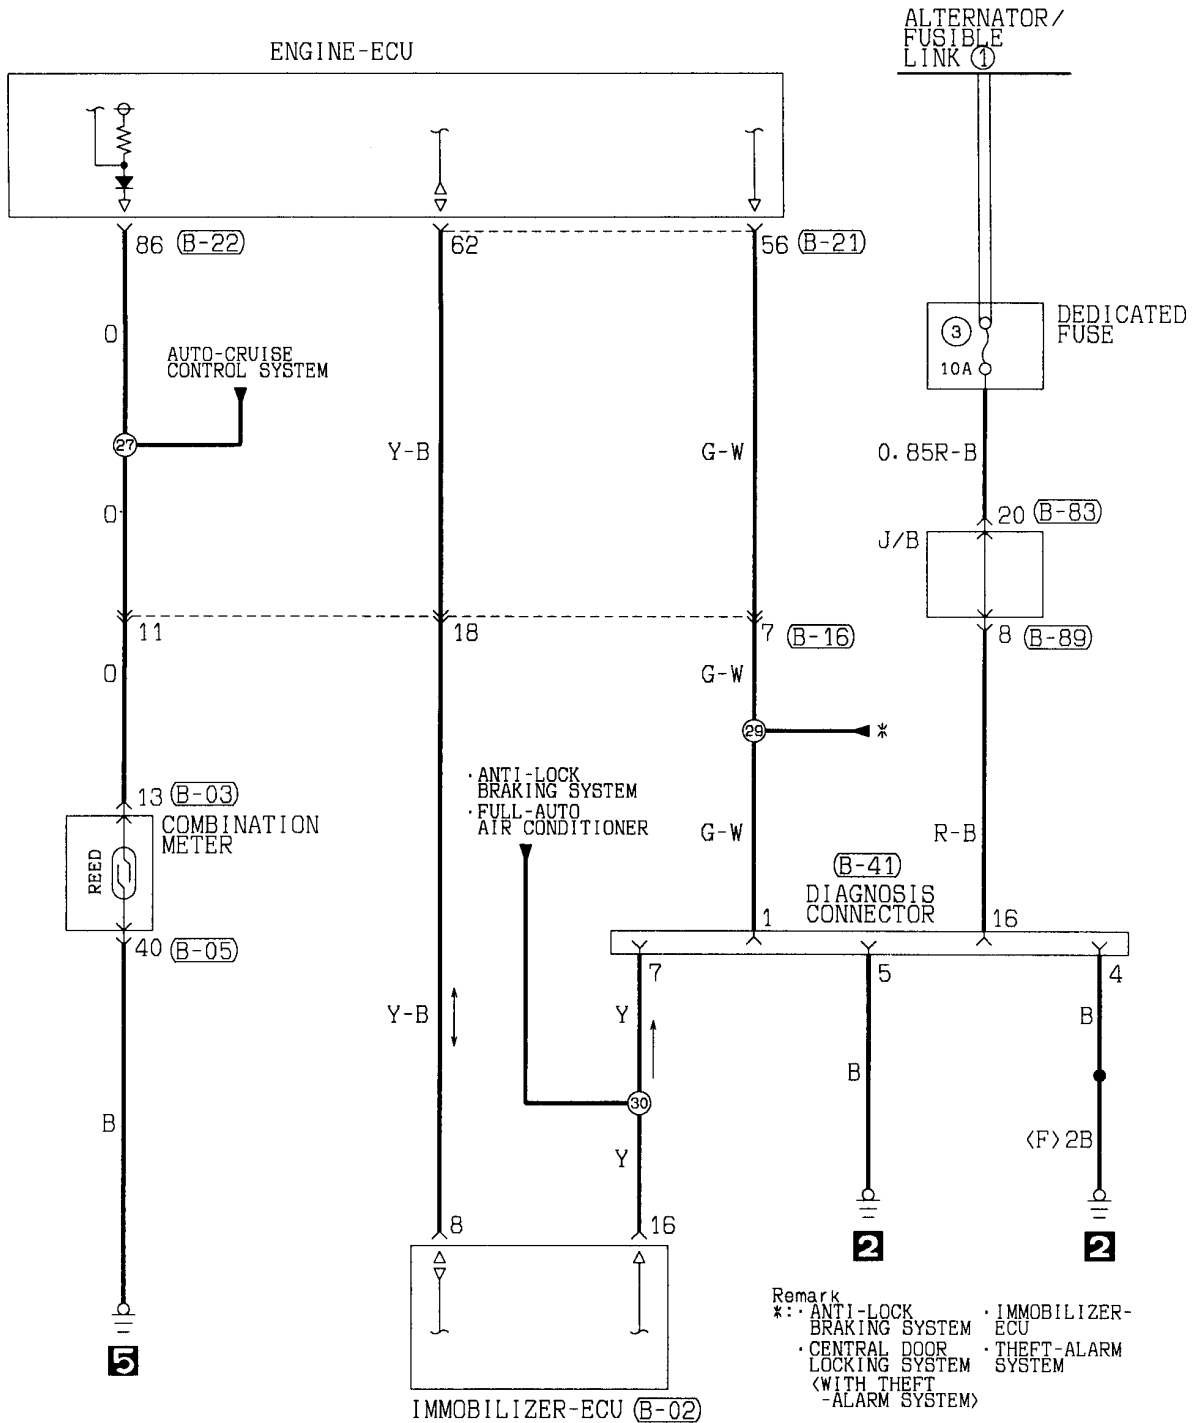 ALTERNATOR/
FUSIBLE
LINK 1
ENGINE-ECU
86 B-22
62
56 B-21
DEDICATED
FUSE
3
10A
O
AUTO-CRUISE
CONTROL SYSTEM
27
Y-B
G-W
0.85R-B
O
20 B-83
J/B
11
18
7 B-16
8 B-89
O
G-W
29
*
·ANTI-LOCK
BRAKING SYSTEM
·FULL-AUTO
AIR CONDITIONER
13 B-03
COMBINATION
METER
REED
G-W
R-B
B-41
DIAGNOSIS
CONNECTOR
1
16
40 B-05
7
5
4
Y-B
Y
B
B
30
B
<F>2B
Y
8
16
2
2
5
Remark
*:·ANTI-LOCK
BRAKING SYSTEM
·CENTRAL DOOR
LOCKING SYSTEM
<WITH THEFT
-ALARM SYSTEM>
·IMMOBILIZER-
ECU
·THEFT-ALARM
SYSTEM
IMMOBILIZER-ECU B-02